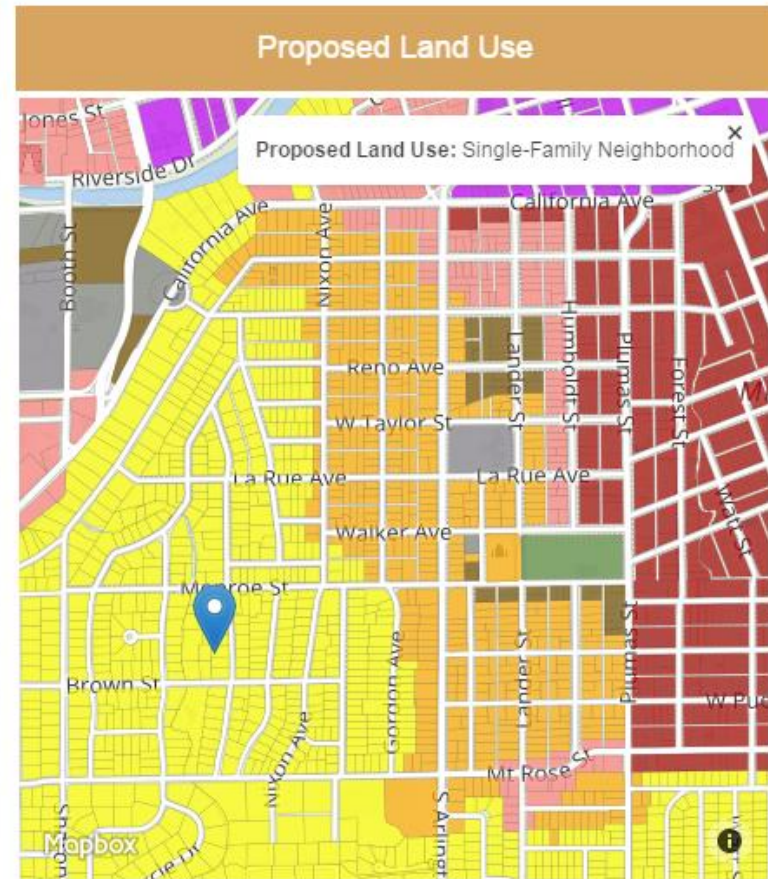 Proposed Land Use
Jones St
Proposed Land Use: Single-Family Neighborhood
×
Riverside Dr
California Ave
California Ave
Booth St
Nixon Ave
Reno Ave
Lander St
Humboldt St
Plumas St
Forest St
W Taylor St
La Rue Ave
La Rue Ave
Walker Ave
Watt St
Monroe St
Brown St
Gordon Ave
Lander St
Plumas St
Nixon Ave
Mt Rose St
S Arlingt
Mapbox
i